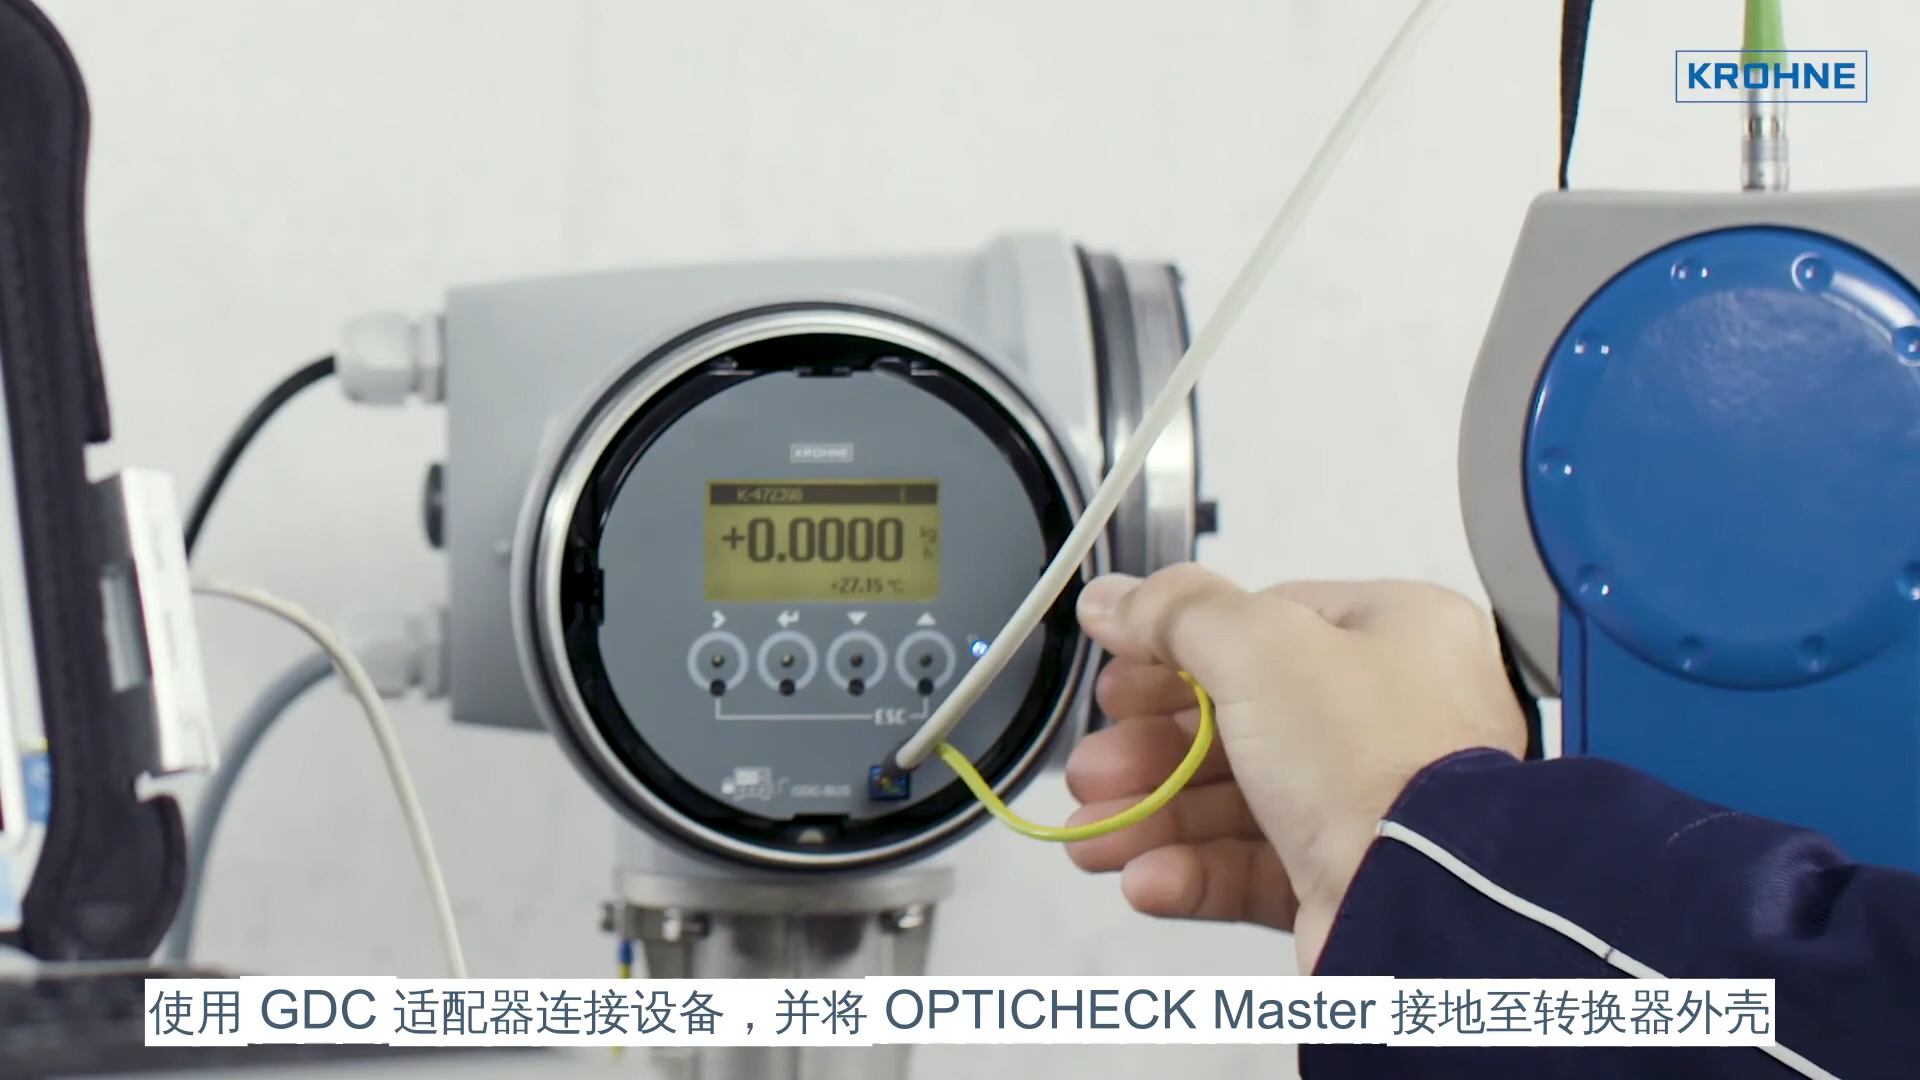 KROHNE
KROHNE
+0.0000
kg
h
+27.15 °C
ESC
GDC-BUS
使用 GDC 适配器连接设备，并将 OPTICHECK Master 接地至转换器外壳